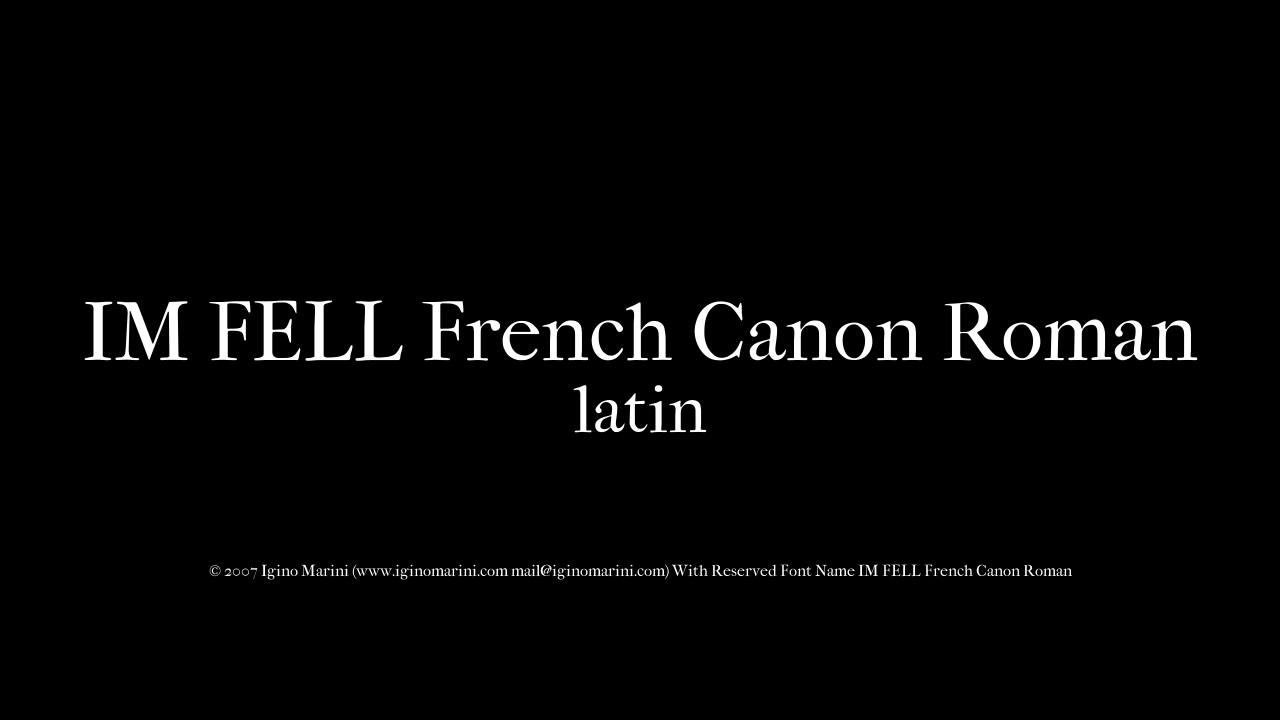 IM FELL French Canon Roman
latin
© 2007 Igino Marini (www.iginomarini.com mail@iginomarini.com) With Reserved Font Name IM FELL French Canon Roman